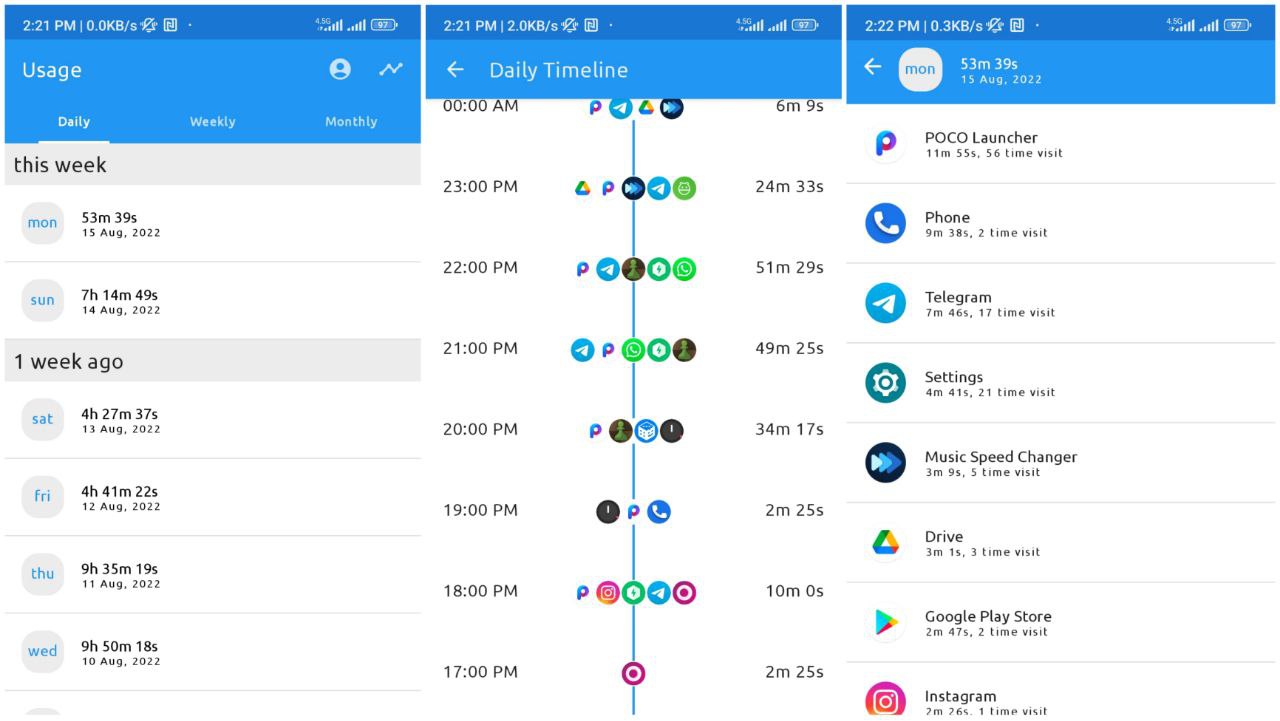 2:21 PM | 0.0KB/s
4.5G
97
Usage
Daily Weekly Monthly
this week
mon
53m 39s
15 Aug, 2022
sun
7h 14m 49s
14 Aug, 2022
1 week ago
sat
4h 27m 37s
13 Aug, 2022
fri
4h 41m 22s
12 Aug, 2022
thu
9h 35m 19s
11 Aug, 2022
wed
9h 50m 18s
10 Aug, 2022
2:21 PM | 2.0KB/s
4.5G
97
Daily Timeline
00:00 AM 6m 9s
23:00 PM 24m 33s
22:00 PM 51m 29s
21:00 PM 49m 25s
20:00 PM 34m 17s
19:00 PM 2m 25s
18:00 PM 10m 0s
17:00 PM 2m 25s
2:22 PM | 0.3KB/s
4.5G
97
mon
53m 39s
15 Aug, 2022
POCO Launcher
11m 55s, 56 time visit
Phone
9m 38s, 2 time visit
Telegram
7m 46s, 17 time visit
Settings
4m 41s, 21 time visit
Music Speed Changer
3m 9s, 5 time visit
Drive
3m 1s, 3 time visit
Google Play Store
2m 47s, 2 time visit
Instagram
2m 26s, 1 time visit